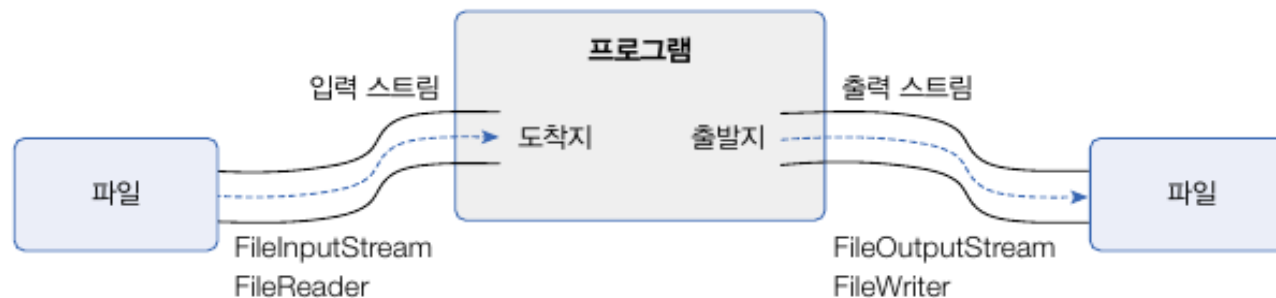 프로그램
입력 스트림
출력 스트림
도착지
출발지
파일
파일
FileInputStream
FileReader
FileOutputStream
FileWriter